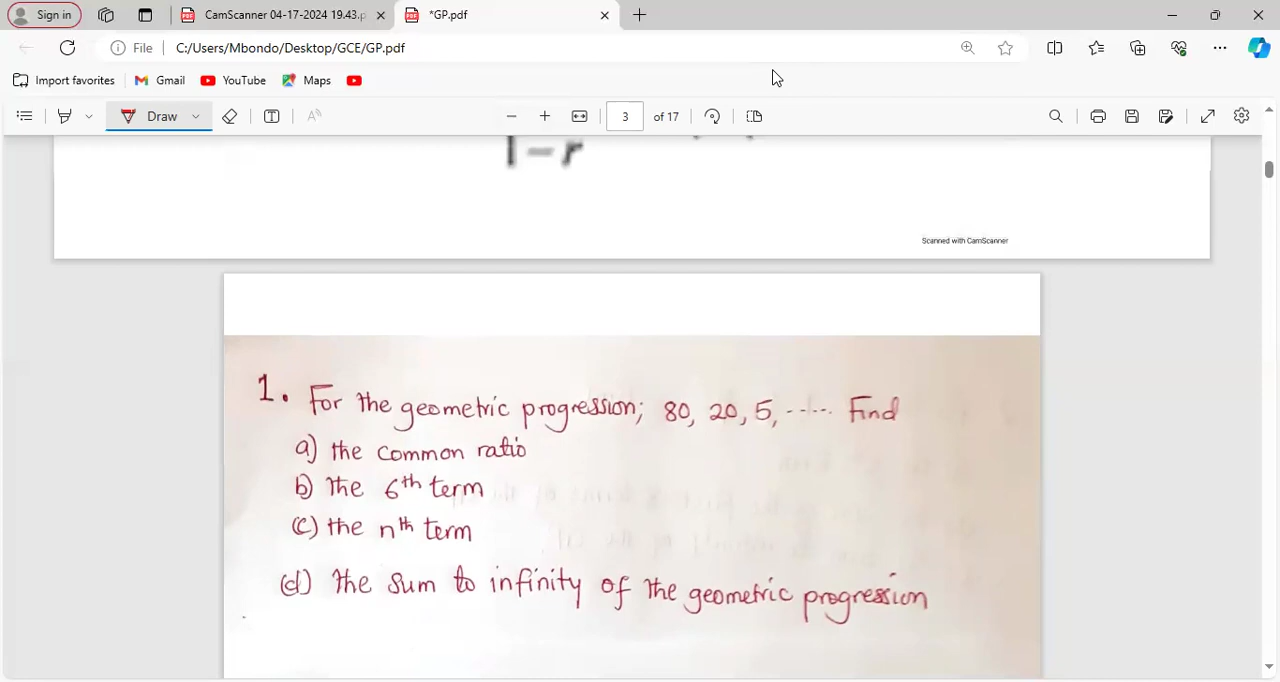 Sign in
CamScanner 04-17-2024 19.43.p
*GP.pdf
File
C:/Users/Mbondo/Desktop/GCE/GP.pdf
Import favorites
Gmail
YouTube
Maps
Draw
3 of 17
1 − r
Scanned with CamScanner
1. For the geometric progression; 80, 20, 5, ...... Find
a) the common ratio
b) the 6th term
(c) the nth term
(d) the sum to infinity of the geometric progression